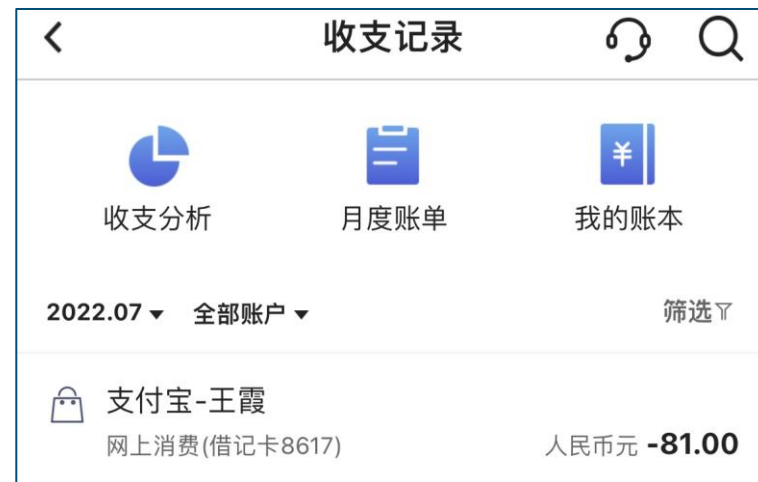 收支记录
¥
收支分析 月度账单 我的账本
2022.07 全部账户 筛选
支付宝-王霞
网上消费(借记卡8617) 人民币元 -81.00